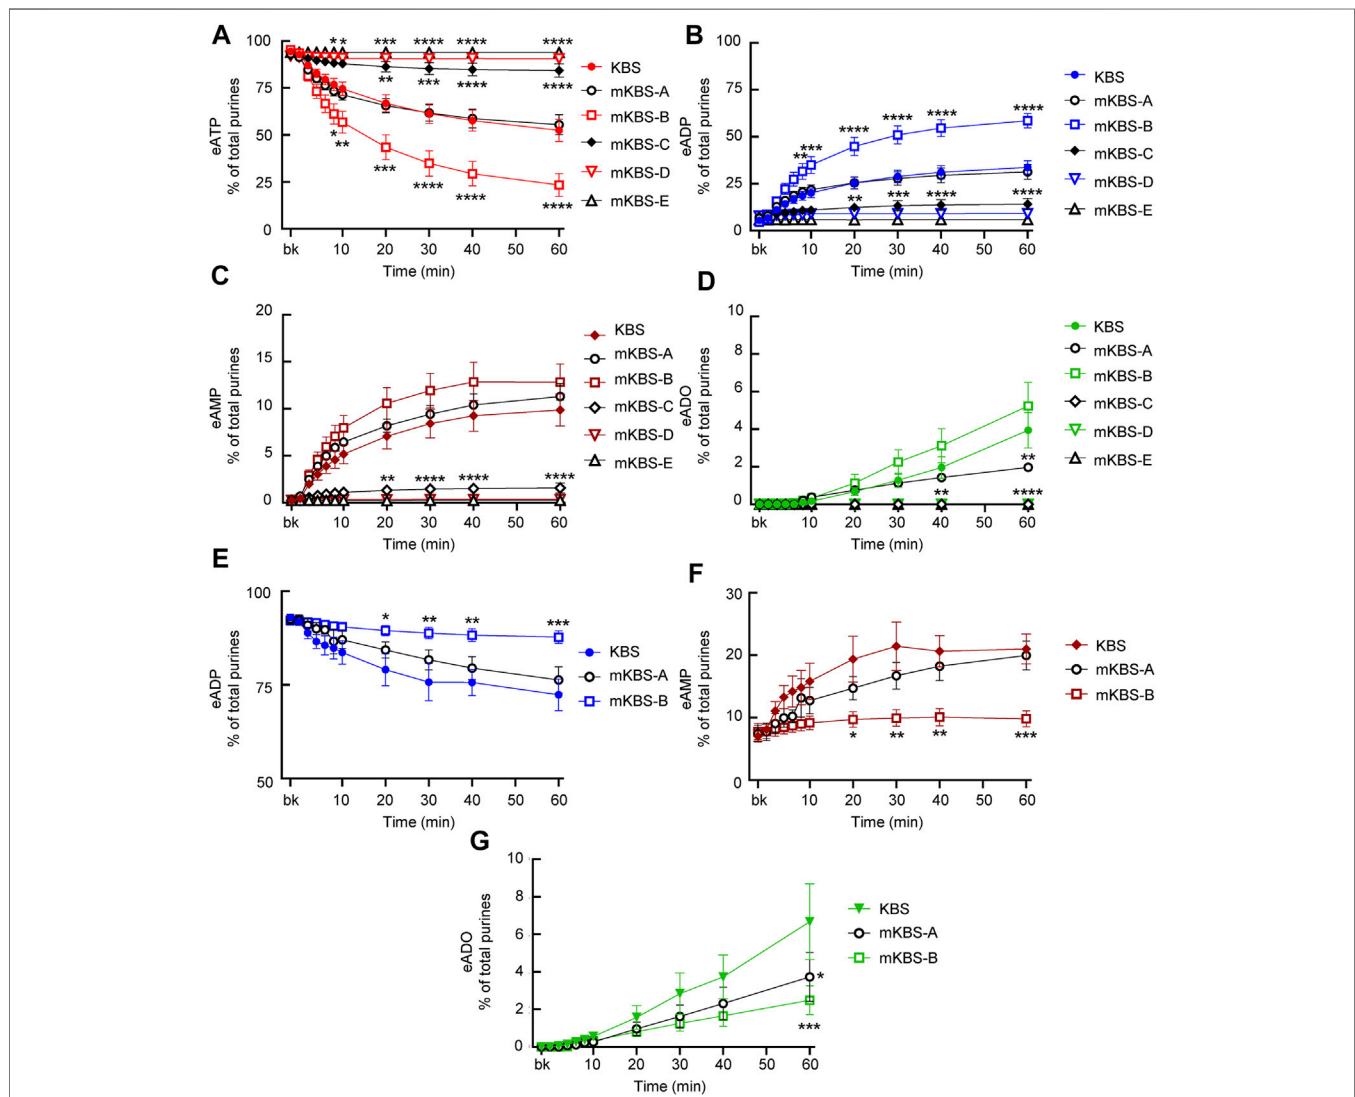 A
eATP
% of total purines
100
75
50
25
0
** *** **** **** ****
** *** **** ****
* ** *** **** **** ****
bk 10 20 30 40 50 60
Time (min)
KBS
mKBS-A
mKBS-B
mKBS-C
mKBS-D
mKBS-E
B
eADP
% of total purines
100
75
50
25
0
** *** **** **** **** ****
** *** **** ****
bk 10 20 30 40 50 60
Time (min)
KBS
mKBS-A
mKBS-B
mKBS-C
mKBS-D
mKBS-E
C
eAMP
% of total purines
20
15
10
5
0
** **** **** ****
bk 10 20 30 40 50 60
Time (min)
KBS
mKBS-A
mKBS-B
mKBS-C
mKBS-D
mKBS-E
D
eADO
% of total purines
10
8
6
4
2
0
**
** ****
bk 10 20 30 40 50 60
Time (min)
KBS
mKBS-A
mKBS-B
mKBS-C
mKBS-D
mKBS-E
E
eADP
% of total purines
100
75
50
* ** ** ***
bk 10 20 30 40 50 60
Time (min)
KBS
mKBS-A
mKBS-B
F
eAMP
% of total purines
30
20
10
0
* ** ** ***
bk 10 20 30 40 50 60
Time (min)
KBS
mKBS-A
mKBS-B
G
eADO
% of total purines
10
8
6
4
2
0
*
***
bk 10 20 30 40 50 60
Time (min)
KBS
mKBS-A
mKBS-B